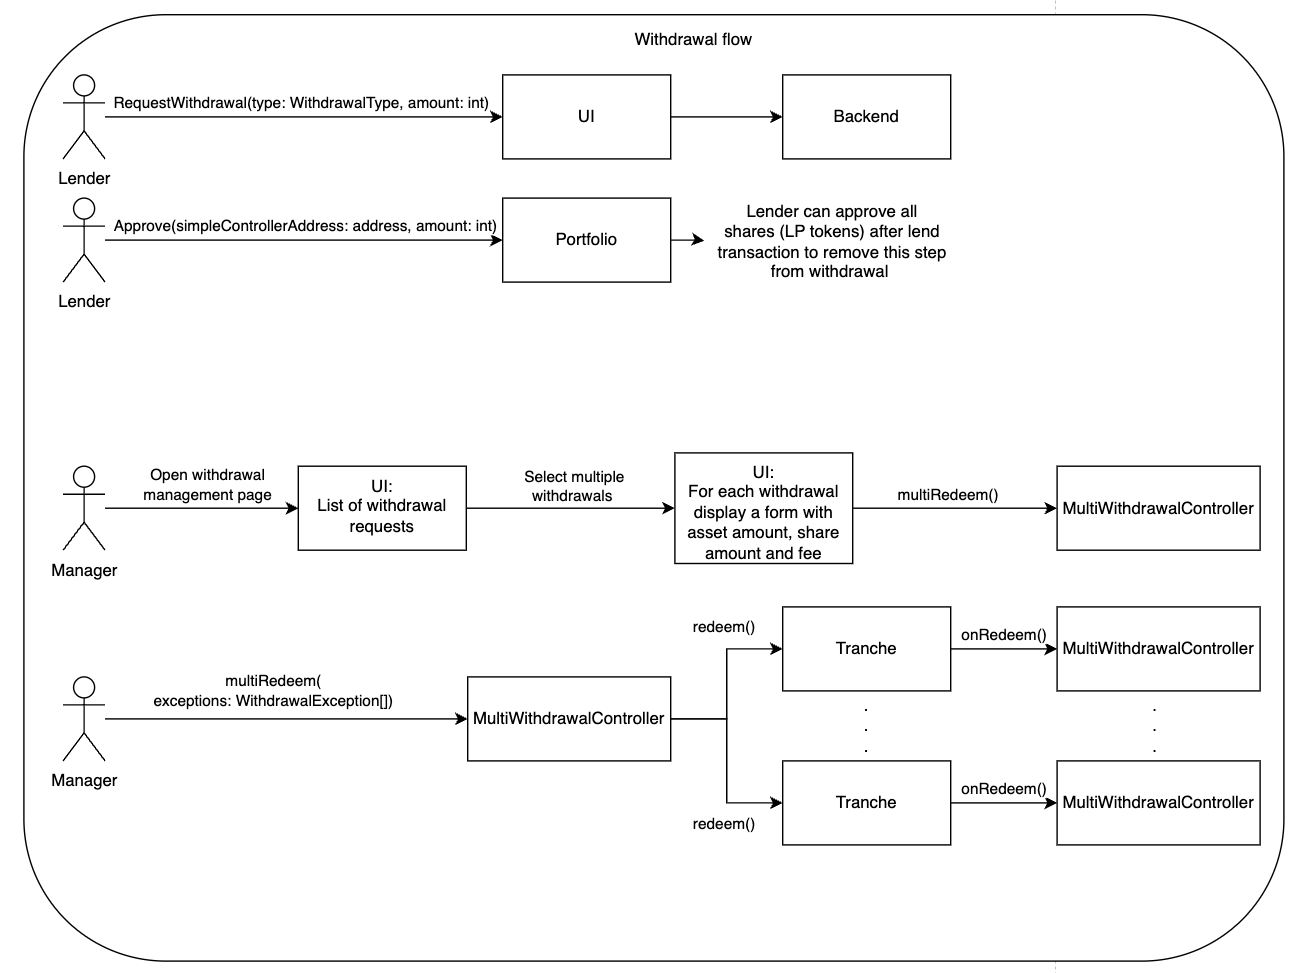 Withdrawal flow
RequestWithdrawal(type: WithdrawalType, amount: int)
UI
Backend
Lender
Approve(simpleControllerAddress: address, amount: int)
Portfolio
Lender can approve all
shares (LP tokens) after lend
transaction to remove this step
from withdrawal
Lender
Open withdrawal
management page
UI:
List of withdrawal
requests
Select multiple
withdrawals
UI:
For each withdrawal
display a form with
asset amount, share
amount and fee
multiRedeem()
MultiWithdrawalController
Manager
multiRedeem(
exceptions: WithdrawalException[])
MultiWithdrawalController
redeem()
Tranche
onRedeem()
MultiWithdrawalController
.
.
.
.
.
.
redeem()
Tranche
onRedeem()
MultiWithdrawalController
Manager